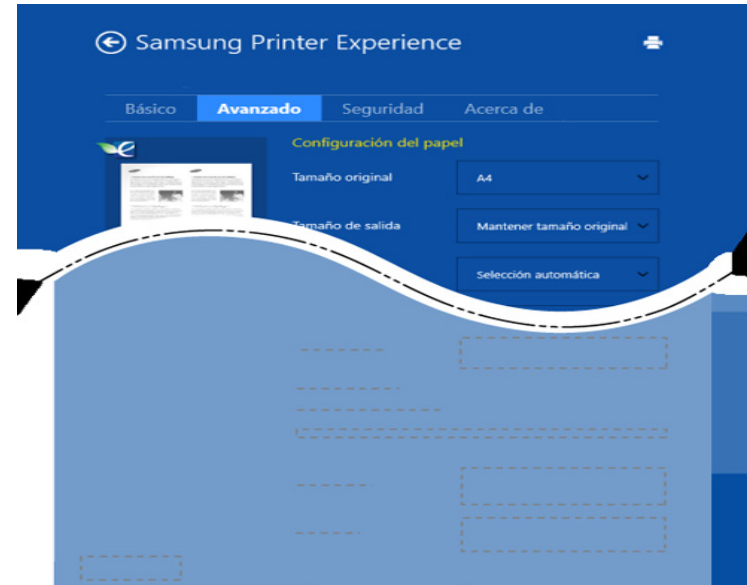 Samsung Printer Experience
Básico Avanzado Seguridad Acerca de
Configuración del papel
Tamaño original A4
Tamaño de salida Mantener tamaño original
Selección automática